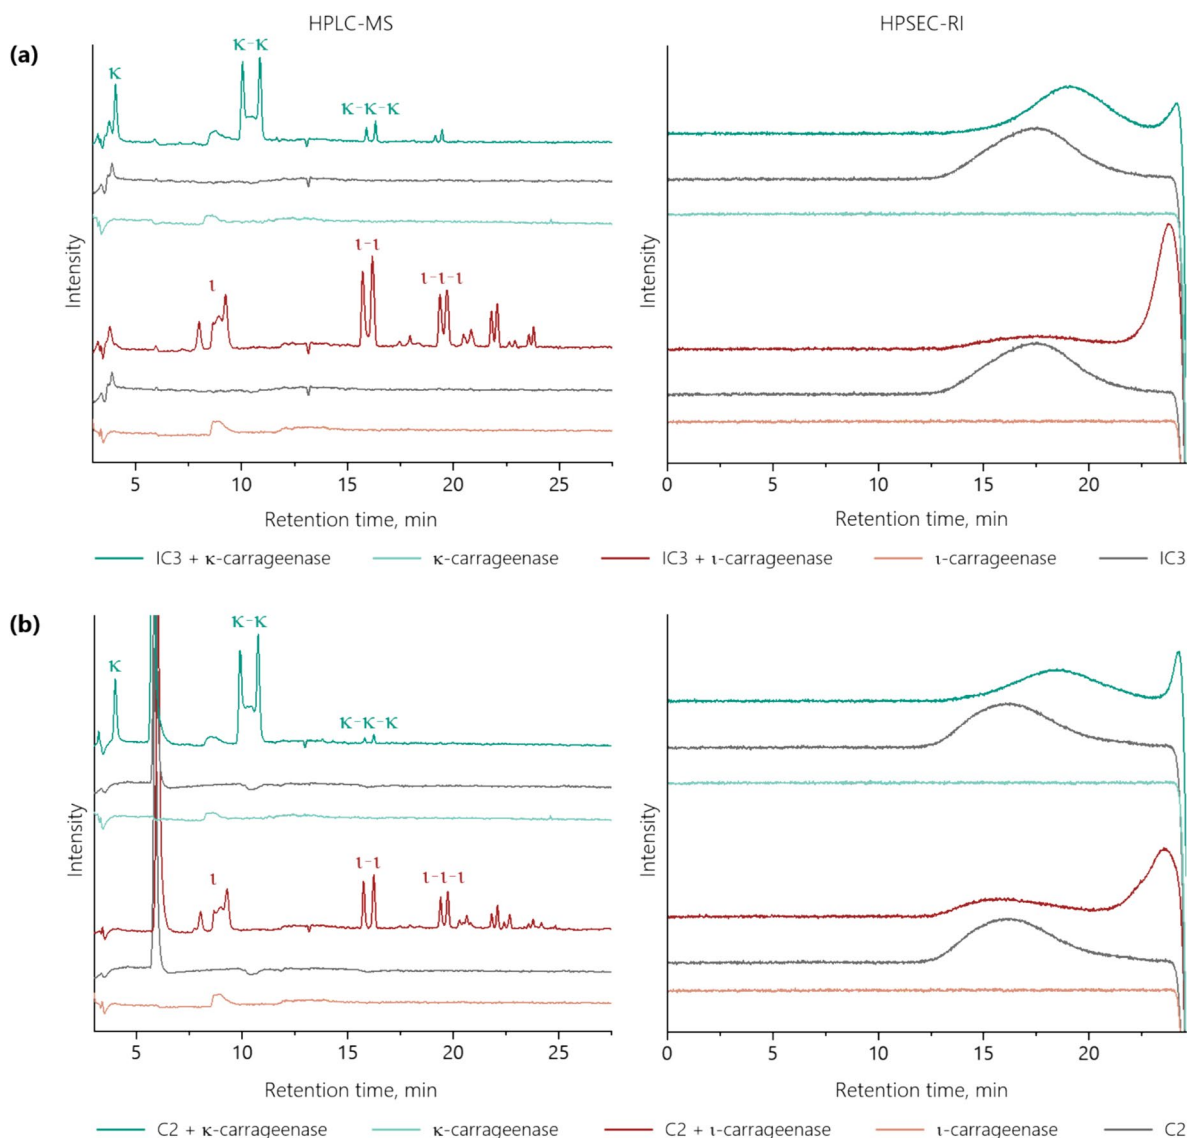 HPLC-MS HPSEC-RI
(a)
κ κ-κ κ-κ-κ
ι ι-ι ι-ι-ι
Intensity Intensity
5 10 15 20 25 0 5 10 15 20
Retention time, min Retention time, min
IC3 + κ-carrageenase κ-carrageenase IC3 + ι-carrageenase ι-carrageenase IC3
(b)
κ κ-κ κ-κ-κ
ι ι-ι ι-ι-ι
Intensity Intensity
5 10 15 20 25 0 5 10 15 20
Retention time, min Retention time, min
C2 + κ-carrageenase κ-carrageenase C2 + ι-carrageenase ι-carrageenase C2